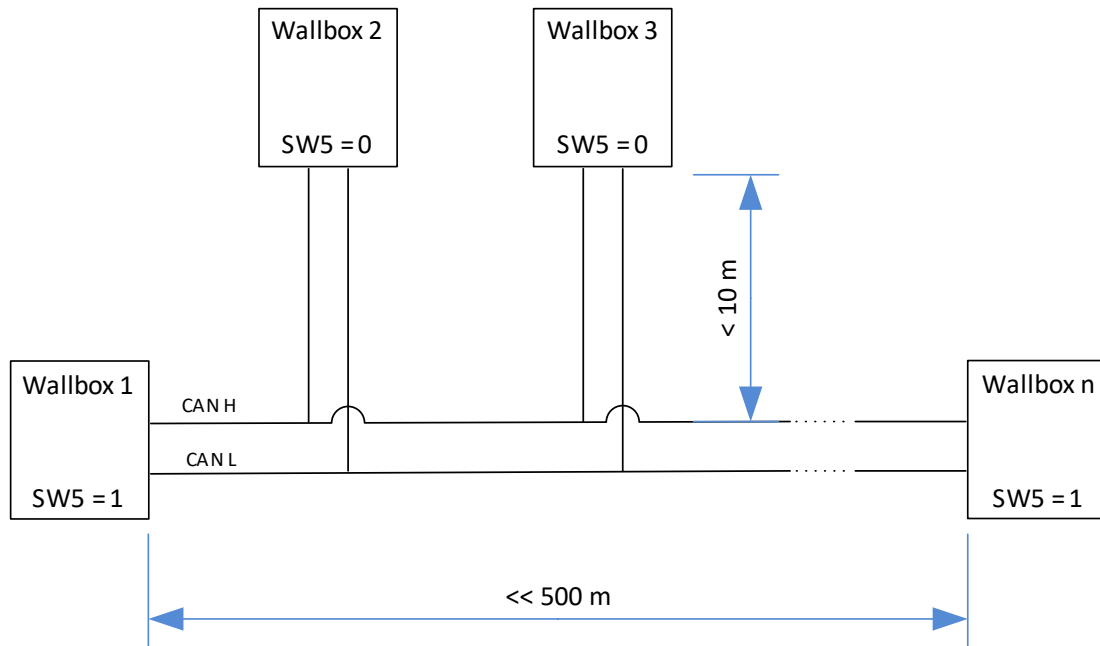 Wallbox 2
Wallbox 3
SW5 = 0
SW5 = 0
< 10 m
Wallbox 1
Wallbox n
CAN H
CAN L
SW5 = 1
SW5 = 1
<< 500 m